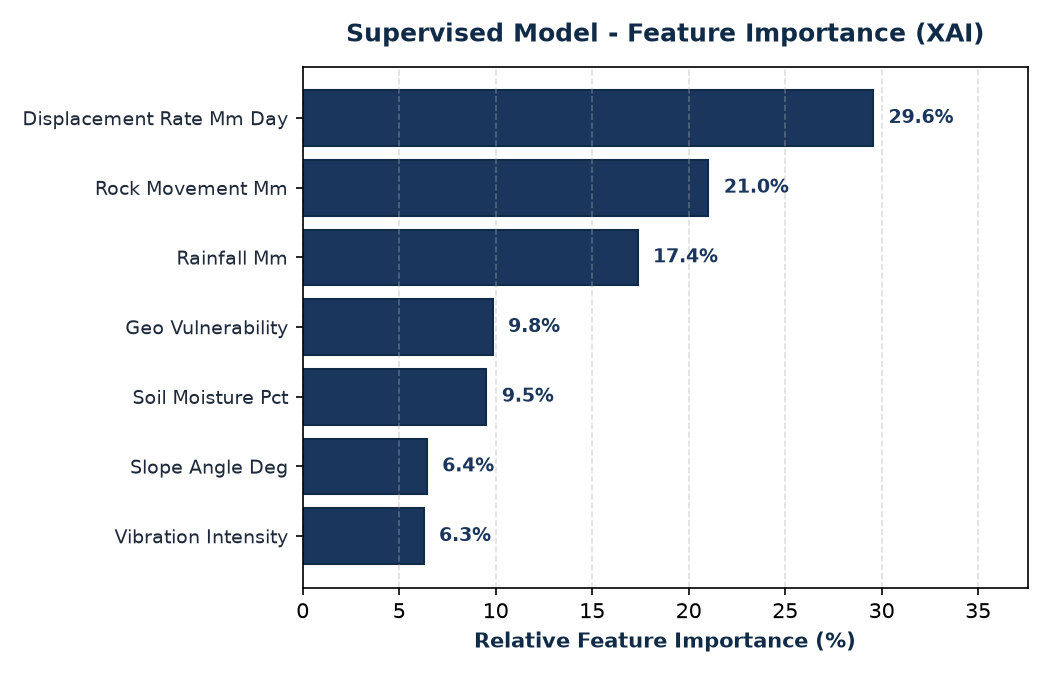 Supervised Model - Feature Importance (XAI)
Displacement Rate Mm Day 29.6%
Rock Movement Mm 21.0%
Rainfall Mm 17.4%
Geo Vulnerability 9.8%
Soil Moisture Pct 9.5%
Slope Angle Deg 6.4%
Vibration Intensity 6.3%
0 5 10 15 20 25 30 35
Relative Feature Importance (%)